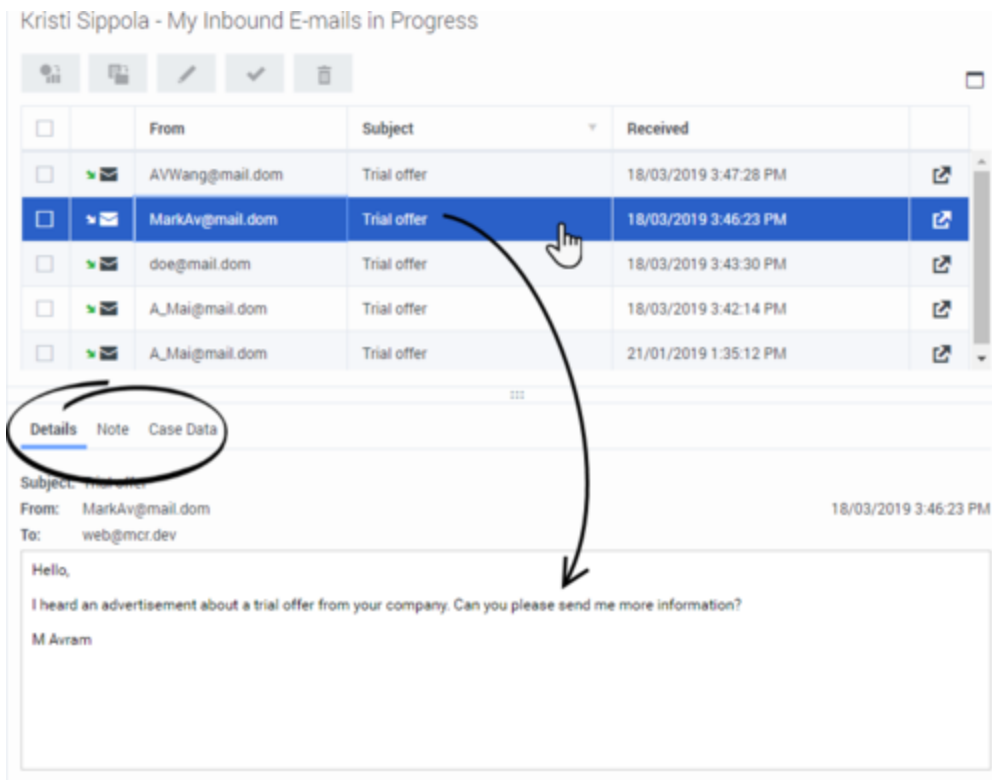 Kristi Sippola - My Inbound E-mails in Progress
From Subject Received
AVWang@mail.dom Trial offer 18/03/2019 3:47:28 PM
MarkAv@mail.dom Trial offer 18/03/2019 3:46:23 PM
doe@mail.dom Trial offer 18/03/2019 3:43:30 PM
A_Mai@mail.dom Trial offer 18/03/2019 3:42:14 PM
A_Mai@mail.dom Trial offer 21/01/2019 1:35:12 PM
Details Note Case Data
Subject: Trial offer
From: MarkAv@mail.dom 18/03/2019 3:46:23 PM
To: web@mcr.dev
Hello,
I heard an advertisement about a trial offer from your company. Can you please send me more information?
M Avram